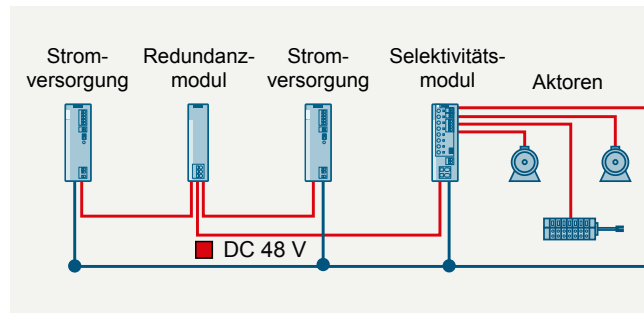 Strom-
versorgung
Redundanz-
modul
Strom-
versorgung
Selektivitäts-
modul
Aktoren
DC 48 V